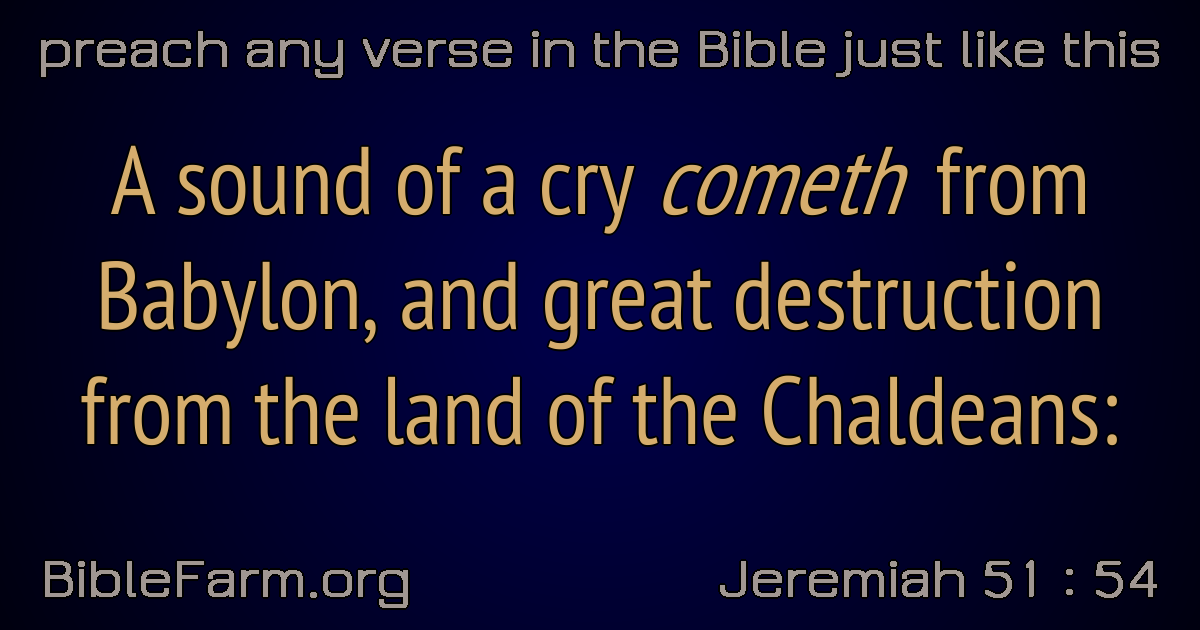 preach any verse in the Bible just like this
A sound of a cry cometh from
Babylon, and great destruction
from the land of the Chaldeans:
BibleFarm.org
Jeremiah 51 : 54